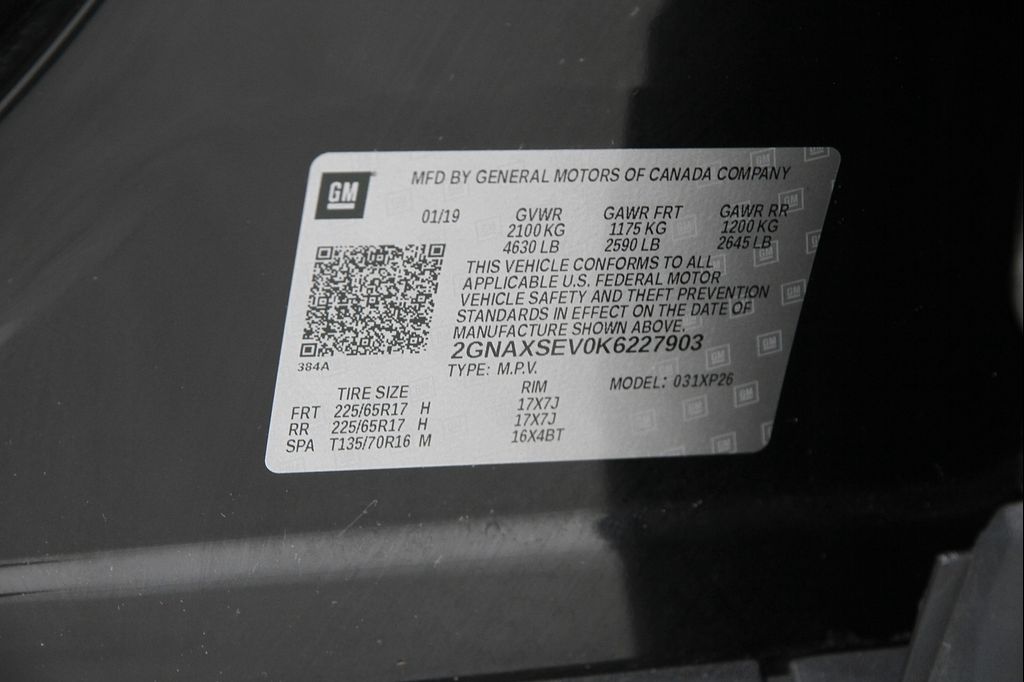 GM
MFD BY GENERAL MOTORS OF CANADA COMPANY
01/19 GVWR GAWR FRT GAWR RR
2100 KG 1175 KG 1200 KG
4630 LB 2590 LB 2645 LB
THIS VEHICLE CONFORMS TO ALL
APPLICABLE U.S. FEDERAL MOTOR
VEHICLE SAFETY AND THEFT PREVENTION
STANDARDS IN EFFECT ON THE DATE OF
MANUFACTURE SHOWN ABOVE.
2GNAXSEV0K6227903
384A
TYPE: M.P.V. MODEL: 031XP26
TIRE SIZE RIM
FRT 225/65R17 H 17X7J
RR 225/65R17 H 17X7J
SPA T135/70R16 M 16X4BT